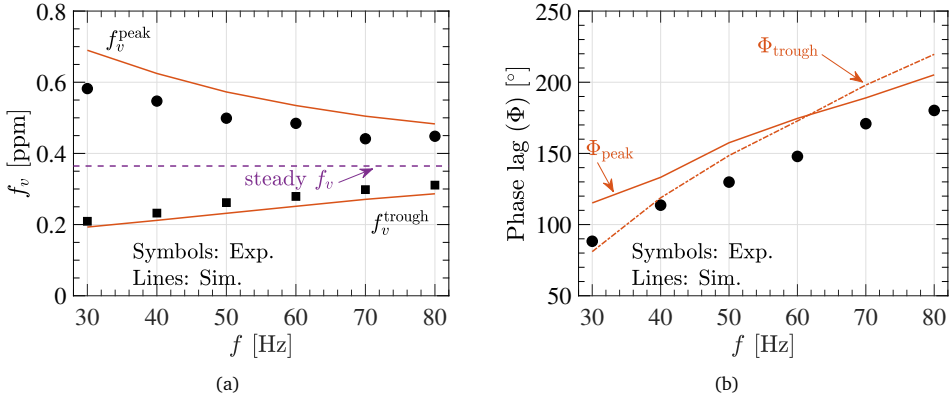 0.8
0.6
0.4
0.2
0
f_v [ppm]
f_v^peak
steady f_v
f_v^trough
Symbols: Exp.
Lines: Sim.
30 40 50 60 70 80
f [Hz]
(a)
250
200
150
100
50
Phase lag (Φ) [°]
Φ_trough
Φ_peak
Symbols: Exp.
Lines: Sim.
30 40 50 60 70 80
f [Hz]
(b)